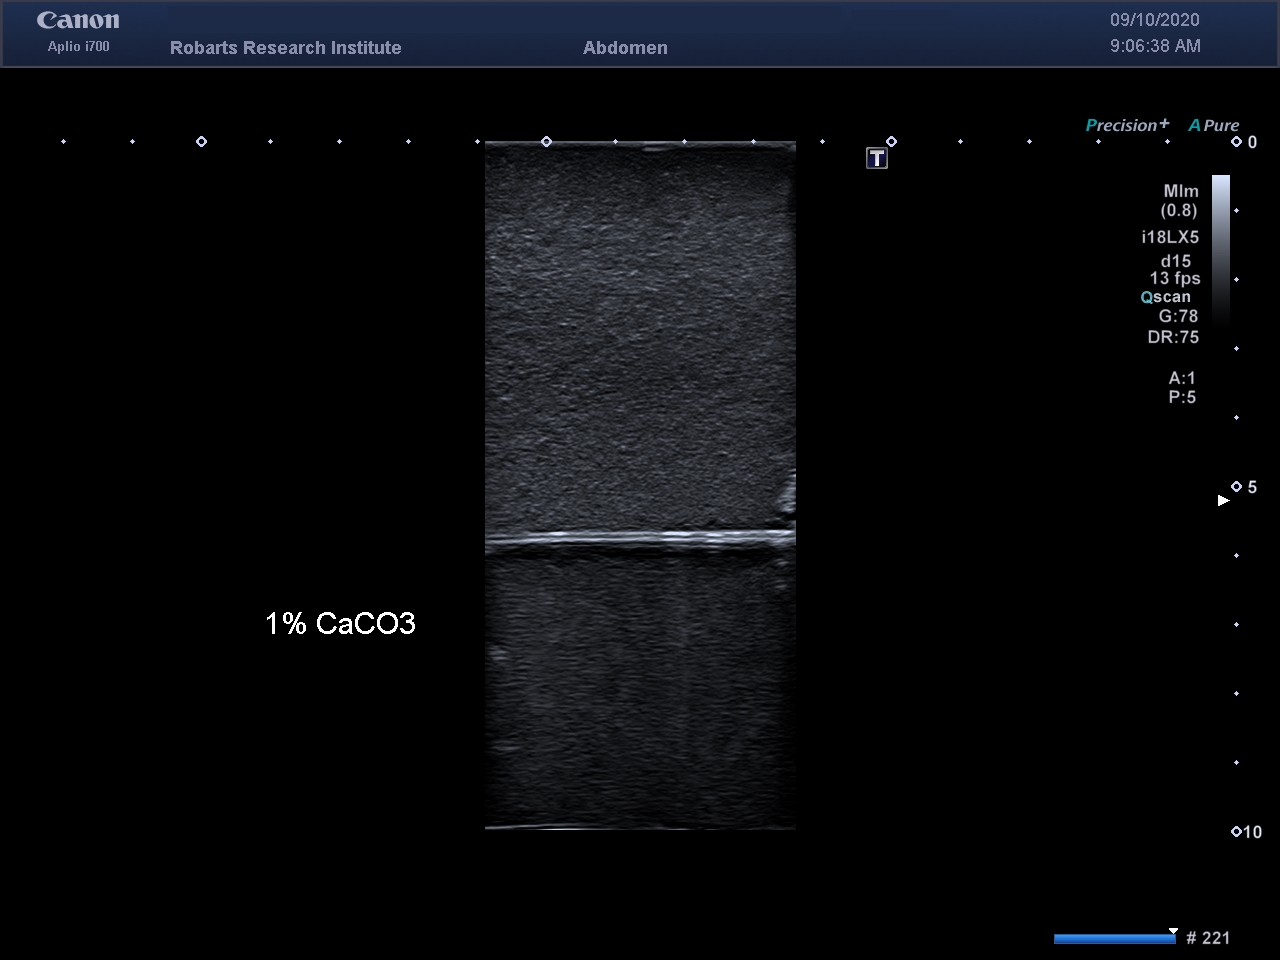 Canon
Aplio i700
Robarts Research Institute
Abdomen
09/10/2020
9:06:38 AM
Precision+ A Pure
T
0
MIm
(0.8)
i18LX5
d15
13 fps
Qscan
G:78
DR:75
A:1
P:5
5
1% CaCO3
10
# 221